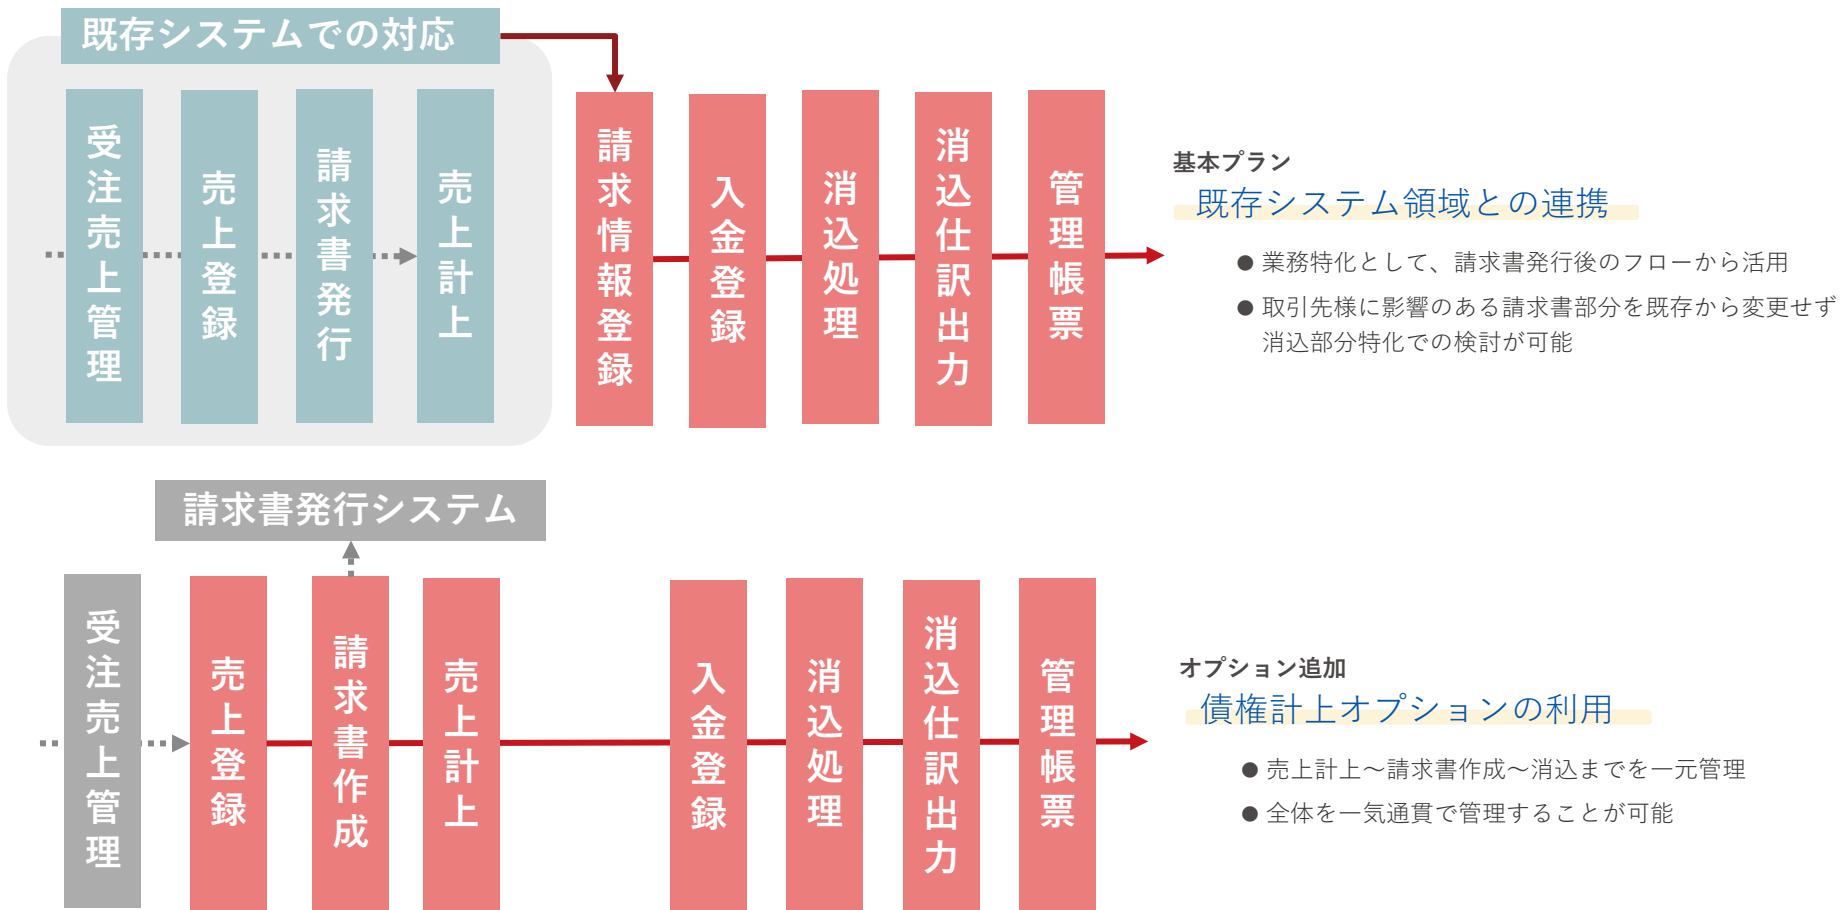 既存システムでの対応
受注売上管理
売上登録
請求書発行
売上計上
請求情報登録
入金登録
消込処理
消込仕訳出力
管理帳票
基本プラン
既存システム領域との連携
● 業務特化として、請求書発行後のフローから活用
● 取引先様に影響のある請求書部分を既存から変更せず
消込部分特化での検討が可能
請求書発行システム
受注売上管理
売上登録
請求書作成
売上計上
入金登録
消込処理
消込仕訳出力
管理帳票
オプション追加
債権計上オプションの利用
● 売上計上～請求書作成～消込までを一元管理
● 全体を一気通貫で管理することが可能